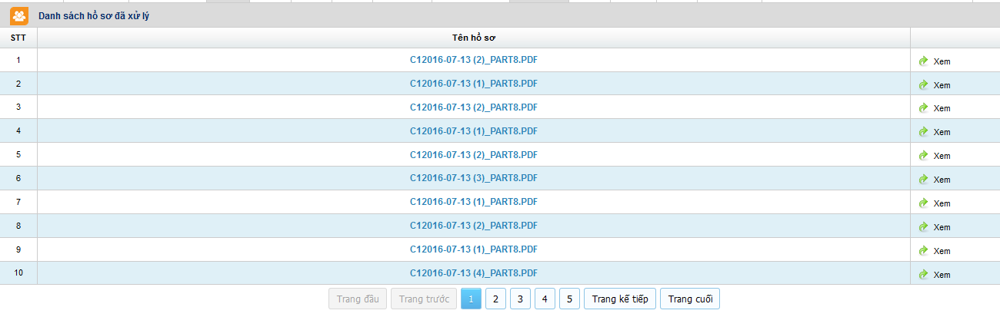 Danh sách hồ sơ đã xử lý
STT Tên hồ sơ
1 C12016-07-13 (2)_PART8.PDF Xem
2 C12016-07-13 (1)_PART8.PDF Xem
3 C12016-07-13 (2)_PART8.PDF Xem
4 C12016-07-13 (1)_PART8.PDF Xem
5 C12016-07-13 (2)_PART8.PDF Xem
6 C12016-07-13 (3)_PART8.PDF Xem
7 C12016-07-13 (1)_PART8.PDF Xem
8 C12016-07-13 (2)_PART8.PDF Xem
9 C12016-07-13 (1)_PART8.PDF Xem
10 C12016-07-13 (4)_PART8.PDF Xem
Trang đầu Trang trước 1 2 3 4 5 Trang kế tiếp Trang cuối